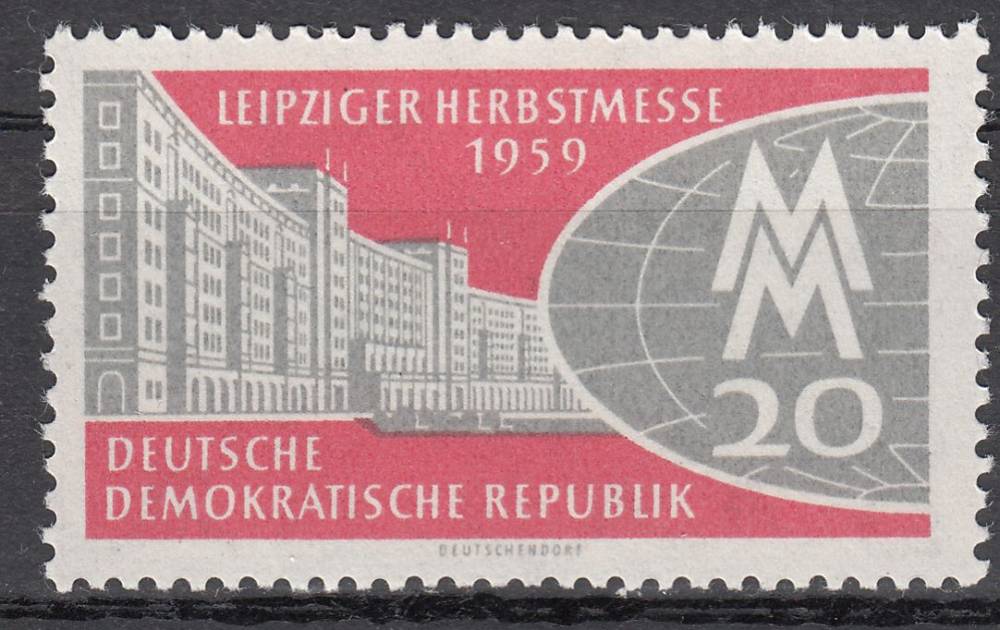 LEIPZIGER HERBSTMESSE
1959
MM
20
DEUTSCHE
DEMOKRATISCHE REPUBLIK
DEUTSCHENDORF